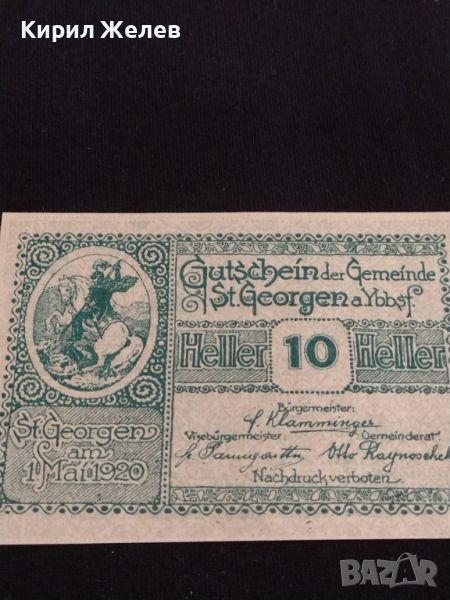 Кирил Желев
Gutschein der Gemeinde
St. Georgen a. Ybbsf.
Heller 10 Heller
St. Georgen
am
1. Mai 1920
Bürgermeister:
Klamminger
Vizebürgermeister: Gemeinderat:
Otto
Nachdruck verboten.
BAZAR